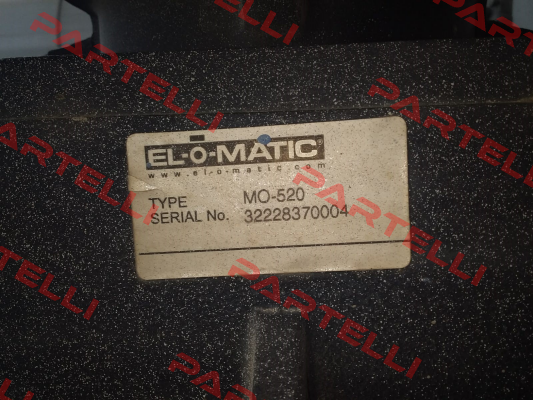 PARTELLI
PARTELLI
PARTELLI
EL-O-MATIC
www.el-o-matic.com
TYPE MO-520
SERIAL No. 32228370004
PARTELLI
PARTELLI
PARTELLI